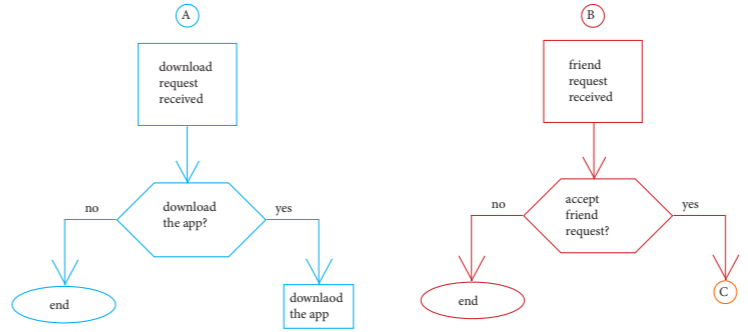 A
download
request
received
download
the app?
no
yes
end
downlaod
the app
B
friend
request
received
accept
friend
request?
no
yes
end
C